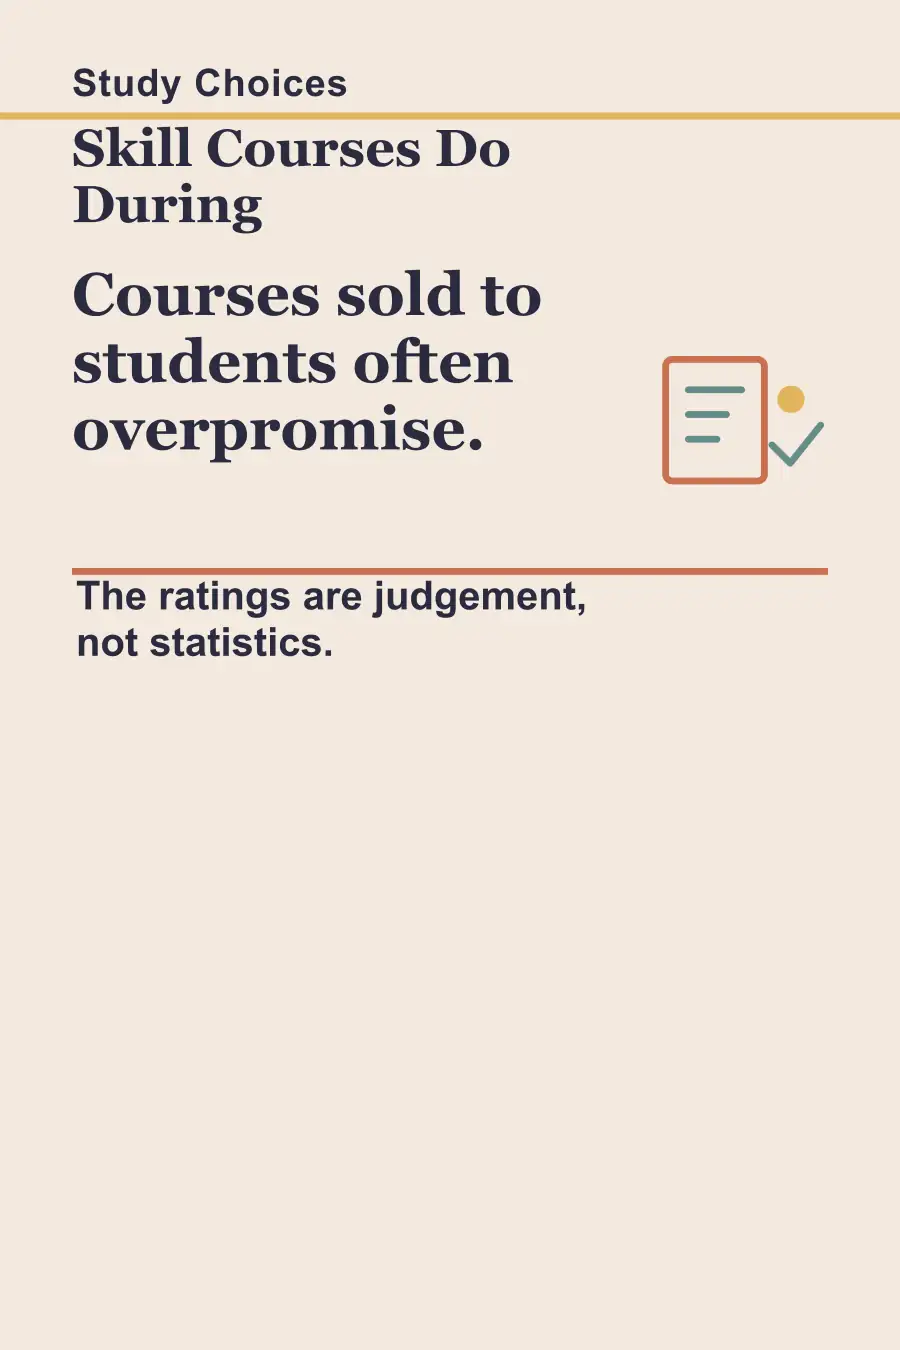 Study Choices
Skill Courses Do
During
Courses sold to
students often
overpromise.
The ratings are judgement,
not statistics.